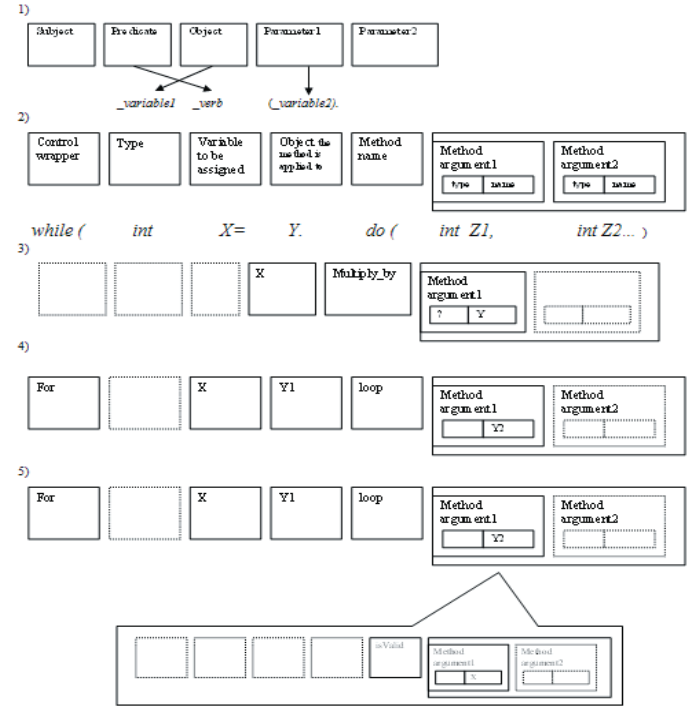 1)
Subject Predicate Object Parameter1 Parameter2
_variable1 _verb (_variable2).
2)
Control wrapper
Type
Variable to be assigned
Object the method is applied to
Method name
Method argument1
type name
Method argument2
type name
while ( int X= Y. do ( int Z1, int Z2... )
3)
X
Multiply_by
Method argument1
? Y
4)
For X Y1 loop
Method argument1
Y2
Method argument2
5)
For X Y1 loop
Method argument1
Y2
Method argument2
isValid
Method argument1
X
Method argument2